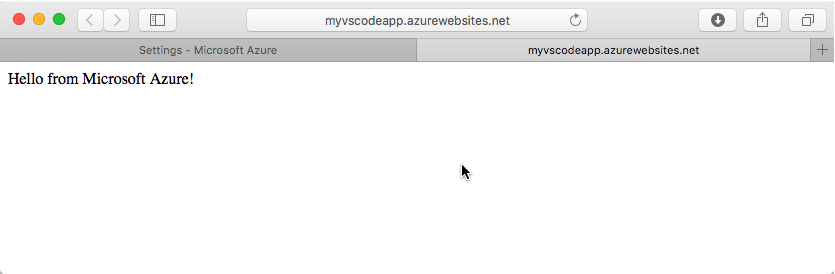 myvscodeapp.azurewebsites.net
Settings - Microsoft Azure
myvscodeapp.azurewebsites.net
Hello from Microsoft Azure!